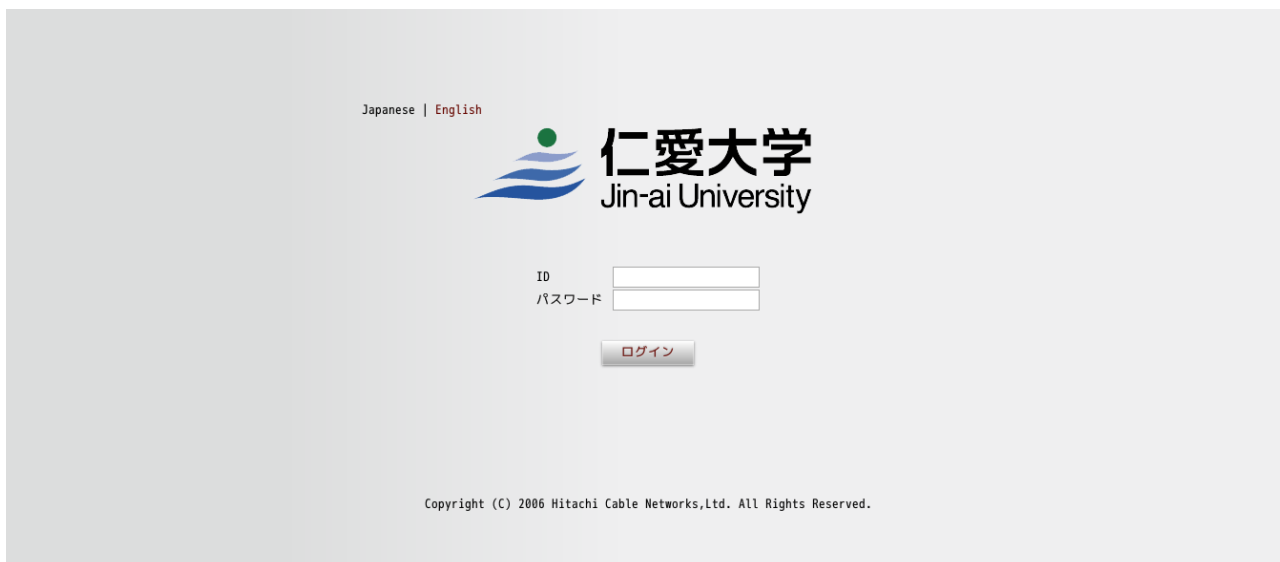 Japanese | English
仁愛大学
Jin-ai University
ID
パスワード
ログイン
Copyright (C) 2006 Hitachi Cable Networks,Ltd. All Rights Reserved.